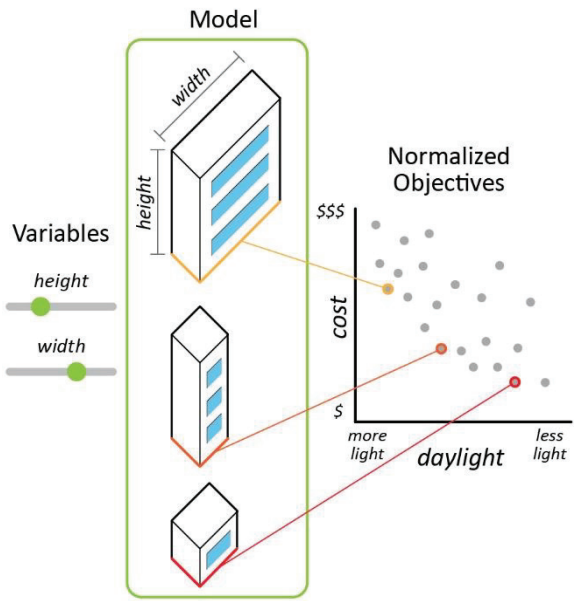 Model
width
height
Variables
height
width
Normalized
Objectives
$$$
cost
$
more
light
daylight
less
light